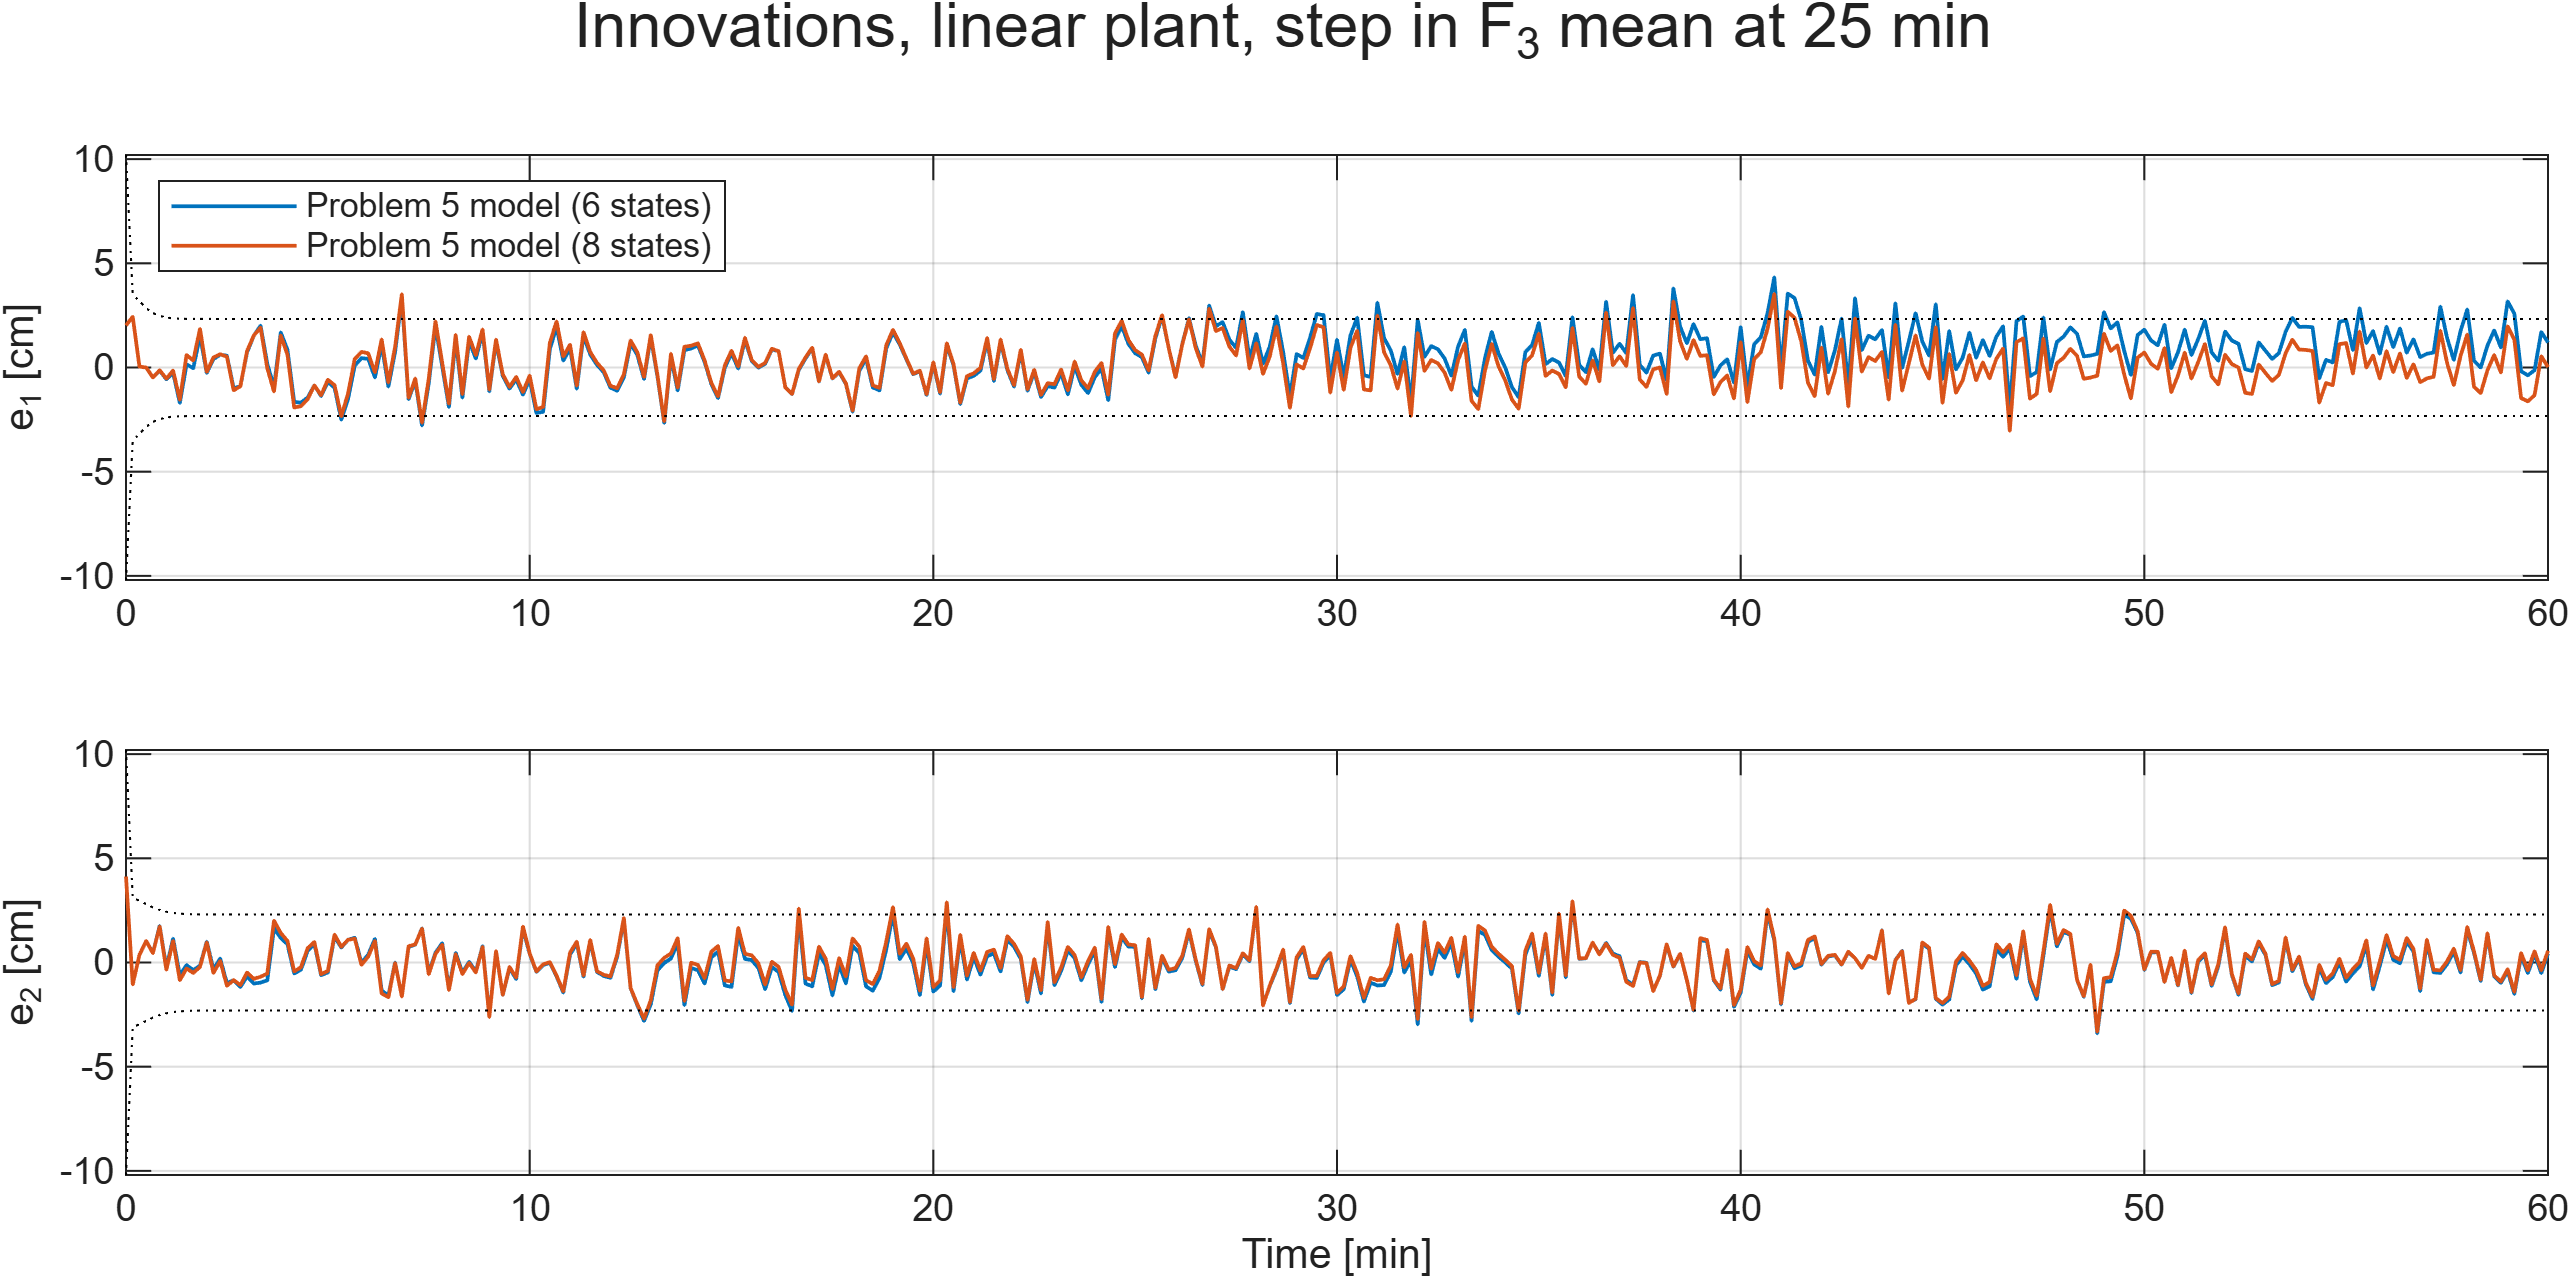 Innovations, linear plant, step in F₃ mean at 25 min
10
5
0
-5
-10
e₁ [cm]
Problem 5 model (6 states)
Problem 5 model (8 states)
0 10 20 30 40 50 60
10
5
0
-5
-10
e₂ [cm]
0 10 20 30 40 50 60
Time [min]